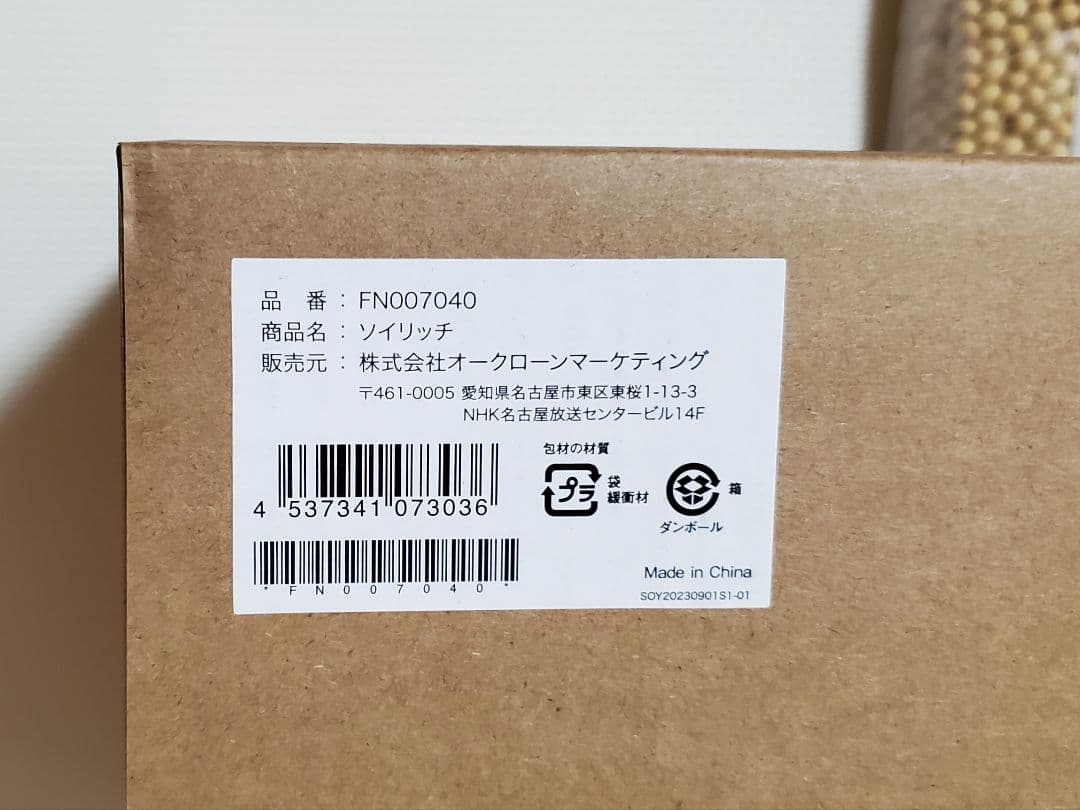 品 番 : FN007040
商品名 : ソイリッチ
販売元 : 株式会社オークローンマーケティング
〒461-0005 愛知県名古屋市東区東桜1-13-3
NHK名古屋放送センタービル14F
包材の材質
プラ 袋 緩衝材
箱
ダンボール
4 537341 073036
*FN007040*
Made in China
SOY20230901S1-01